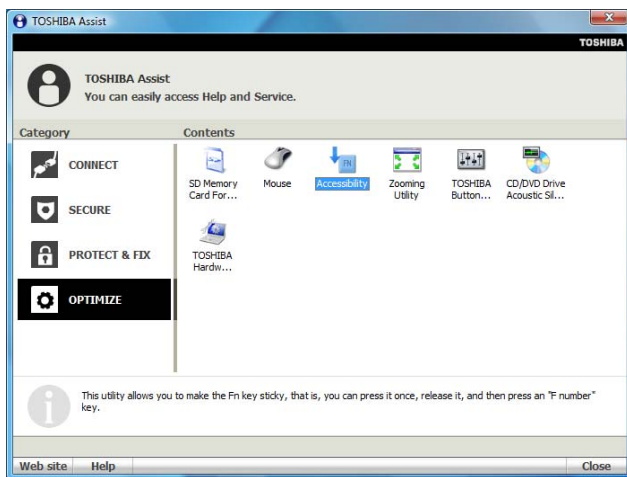 TOSHIBA Assist
TOSHIBA
TOSHIBA Assist
You can easily access Help and Service.
Category
Contents
CONNECT
SECURE
PROTECT & FIX
OPTIMIZE
SD Memory
Card For...
Mouse
FN
Accessibility
Zooming
Utility
TOSHIBA
Button...
CD/DVD Drive
Acoustic Sil...
TOSHIBA
Hardw...
This utility allows you to make the Fn key sticky, that is, you can press it once, release it, and then press an "F number"
key.
Web site
Help
Close